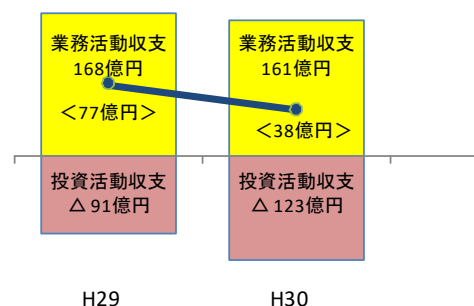 業務活動収支
168億円
＜77億円＞
業務活動収支
161億円
＜38億円＞
投資活動収支
△ 91億円
投資活動収支
△ 123億円
H29
H30